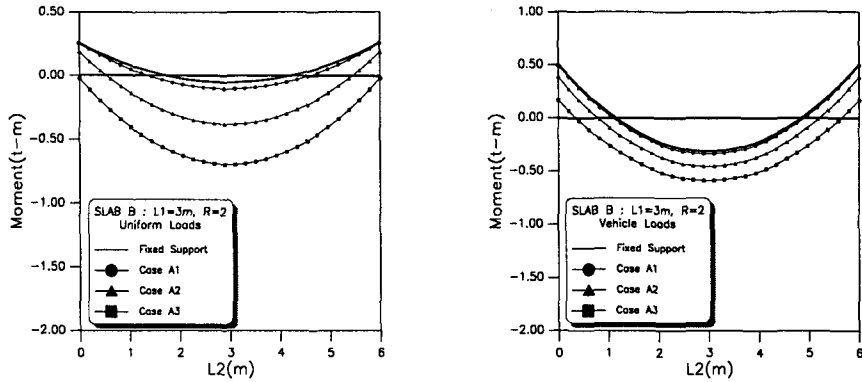 0.50
0.00
-0.50
-1.00
-1.50
-2.00
Moment(t-m)
SLAB B : L1=3m, R=2
Uniform Loads
Fixed Support
Case A1
Case A2
Case A3
0 1 2 3 4 5 6
L2(m)
1.00
0.50
0.00
-0.50
-1.00
-1.50
-2.00
Moment(t-m)
SLAB B : L1=3m, R=2
Vehicle Loads
Fixed Support
Case A1
Case A2
Case A3
0 1 2 3 4 5 6
L2(m)